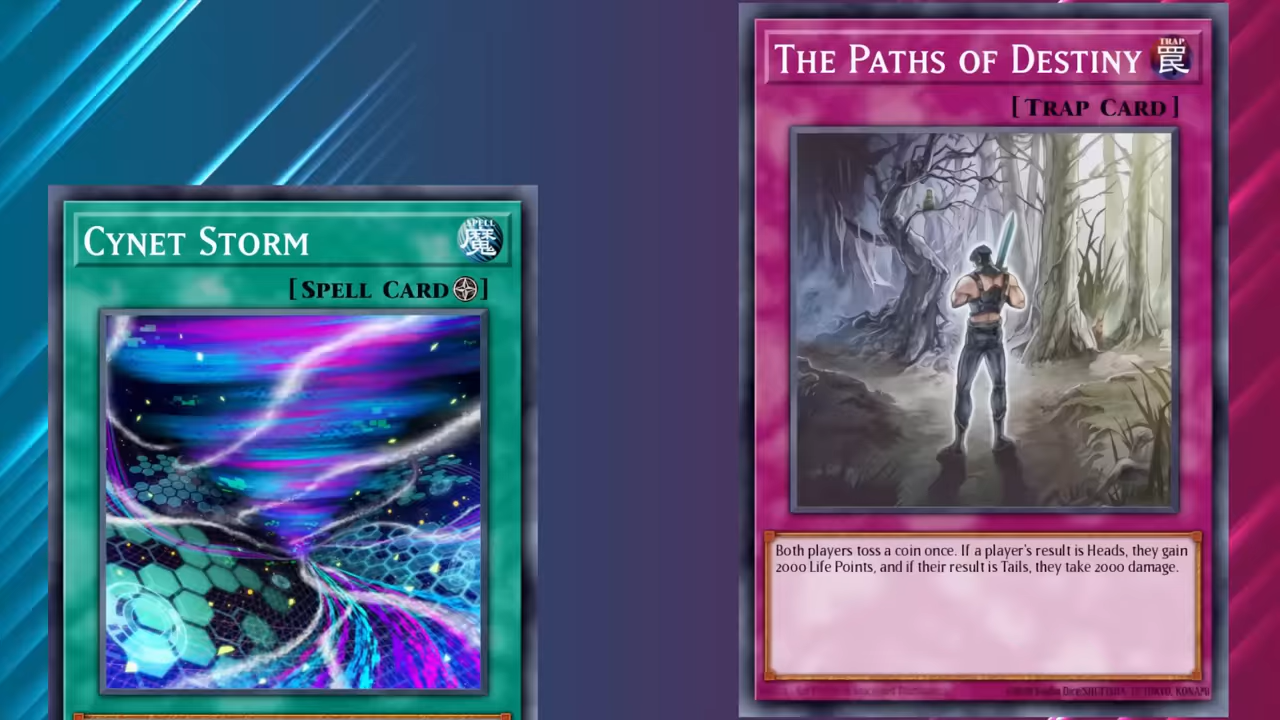 THE PATHS OF DESTINY
TRAP
罠
[TRAP CARD]
CYNET STORM
SPELL
魔
[SPELL CARD]
Both players toss a coin once. If a player's result is Heads, they gain
2000 Life Points, and if their result is Tails, they take 2000 damage.
KONAMI